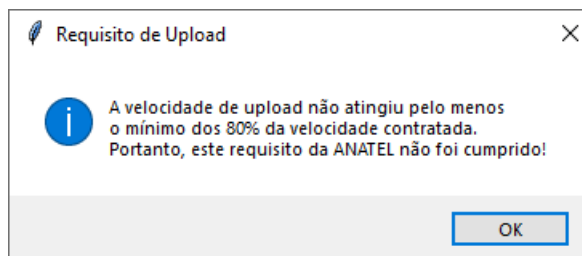 Requisito de Upload
A velocidade de upload não atingiu pelo menos
o mínimo dos 80% da velocidade contratada.
Portanto, este requisito da ANATEL não foi cumprido!
OK